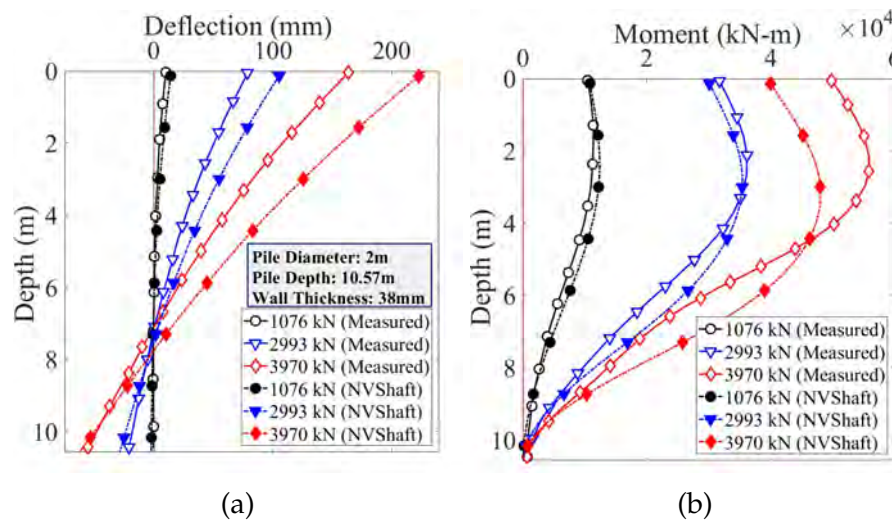 Deflection (mm)
0 100 200
0
2
4
6
8
10
Depth (m)
Pile Diameter: 2m
Pile Depth: 10.57m
Wall Thickness: 38mm
1076 kN (Measured)
2993 kN (Measured)
3970 kN (Measured)
1076 kN (NVShaft)
2993 kN (NVShaft)
3970 kN (NVShaft)
(a)
Moment (kN-m) ×10⁴
0 2 4 6
0
2
4
6
8
10
Depth (m)
1076 kN (Measured)
2993 kN (Measured)
3970 kN (Measured)
1076 kN (NVShaft)
2993 kN (NVShaft)
3970 kN (NVShaft)
(b)